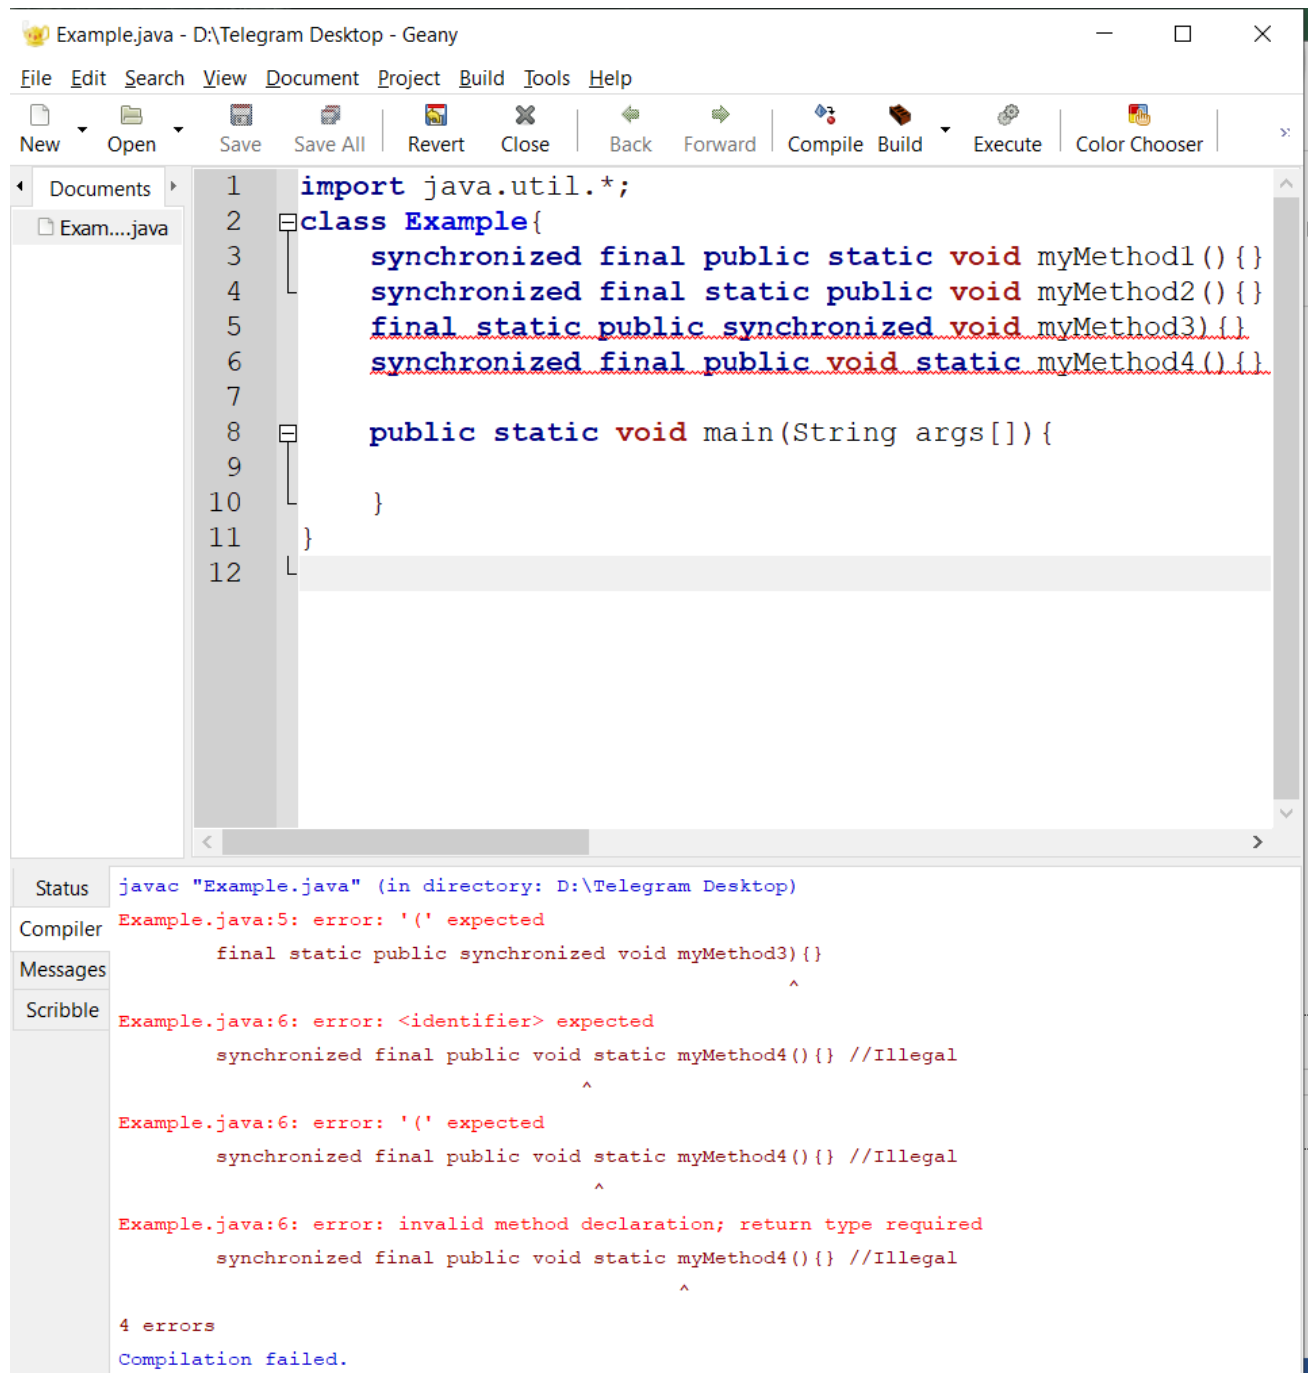 Example.java - D:\Telegram Desktop - Geany
File Edit Search View Document Project Build Tools Help
New Open Save Save All Revert Close Back Forward Compile Build Execute Color Chooser
Documents
Exam....java
1 import java.util.*;
2 class Example{
3 synchronized final public static void myMethod1(){}
4 synchronized final static public void myMethod2(){}
5 final static public synchronized void myMethod3){}
6 synchronized final public void static myMethod4(){}
7
8 public static void main(String args[]){
9
10 }
11 }
12
Status
Compiler
Messages
Scribble
javac "Example.java" (in directory: D:\Telegram Desktop)
Example.java:5: error: '(' expected
final static public synchronized void myMethod3){}
^
Example.java:6: error: <identifier> expected
synchronized final public void static myMethod4(){} //Illegal
^
Example.java:6: error: '(' expected
synchronized final public void static myMethod4(){} //Illegal
^
Example.java:6: error: invalid method declaration; return type required
synchronized final public void static myMethod4(){} //Illegal
^
4 errors
Compilation failed.